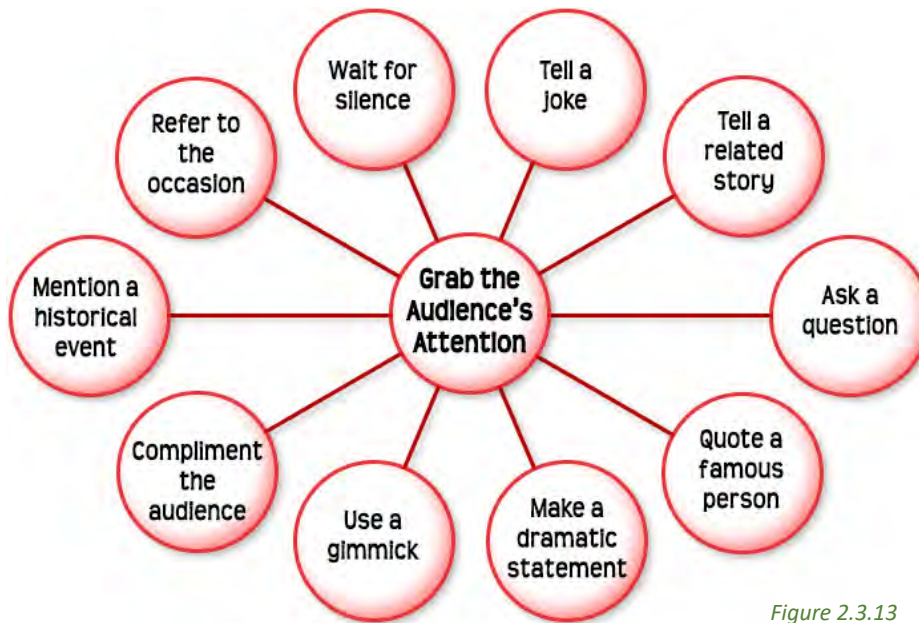 Grab the
Audience's
Attention
Wait for
silence
Tell a
joke
Tell a
related
story
Ask a
question
Quote a
famous
person
Make a
dramatic
statement
Use a
gimmick
Compliment
the
audience
Mention a
historical
event
Refer to
the
occasion
Figure 2.3.13